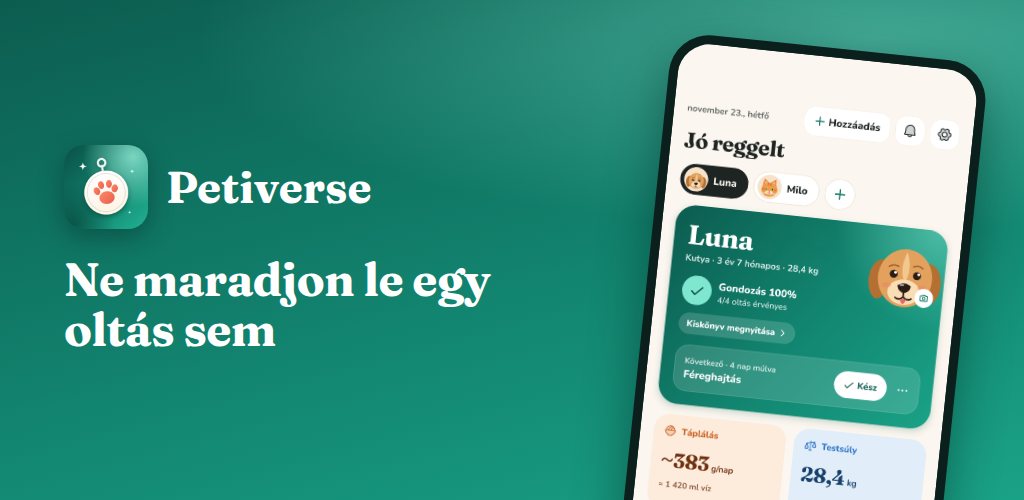 Petiverse
Ne maradjon le egy
oltás sem
november 23., hétfő
+ Hozzáadás
Jó reggelt
Luna
Milo
+
Luna
Kutya · 3 év 7 hónapos · 28,4 kg
Gondozás 100%
4/4 oltás érvényes
Kiskönyv megnyitása >
Következő · 4 nap múlva
Féreghajtás
Kész
...
Táplálás
~383 g/nap
≈ 1 420 ml víz
Testsúly
28,4 kg